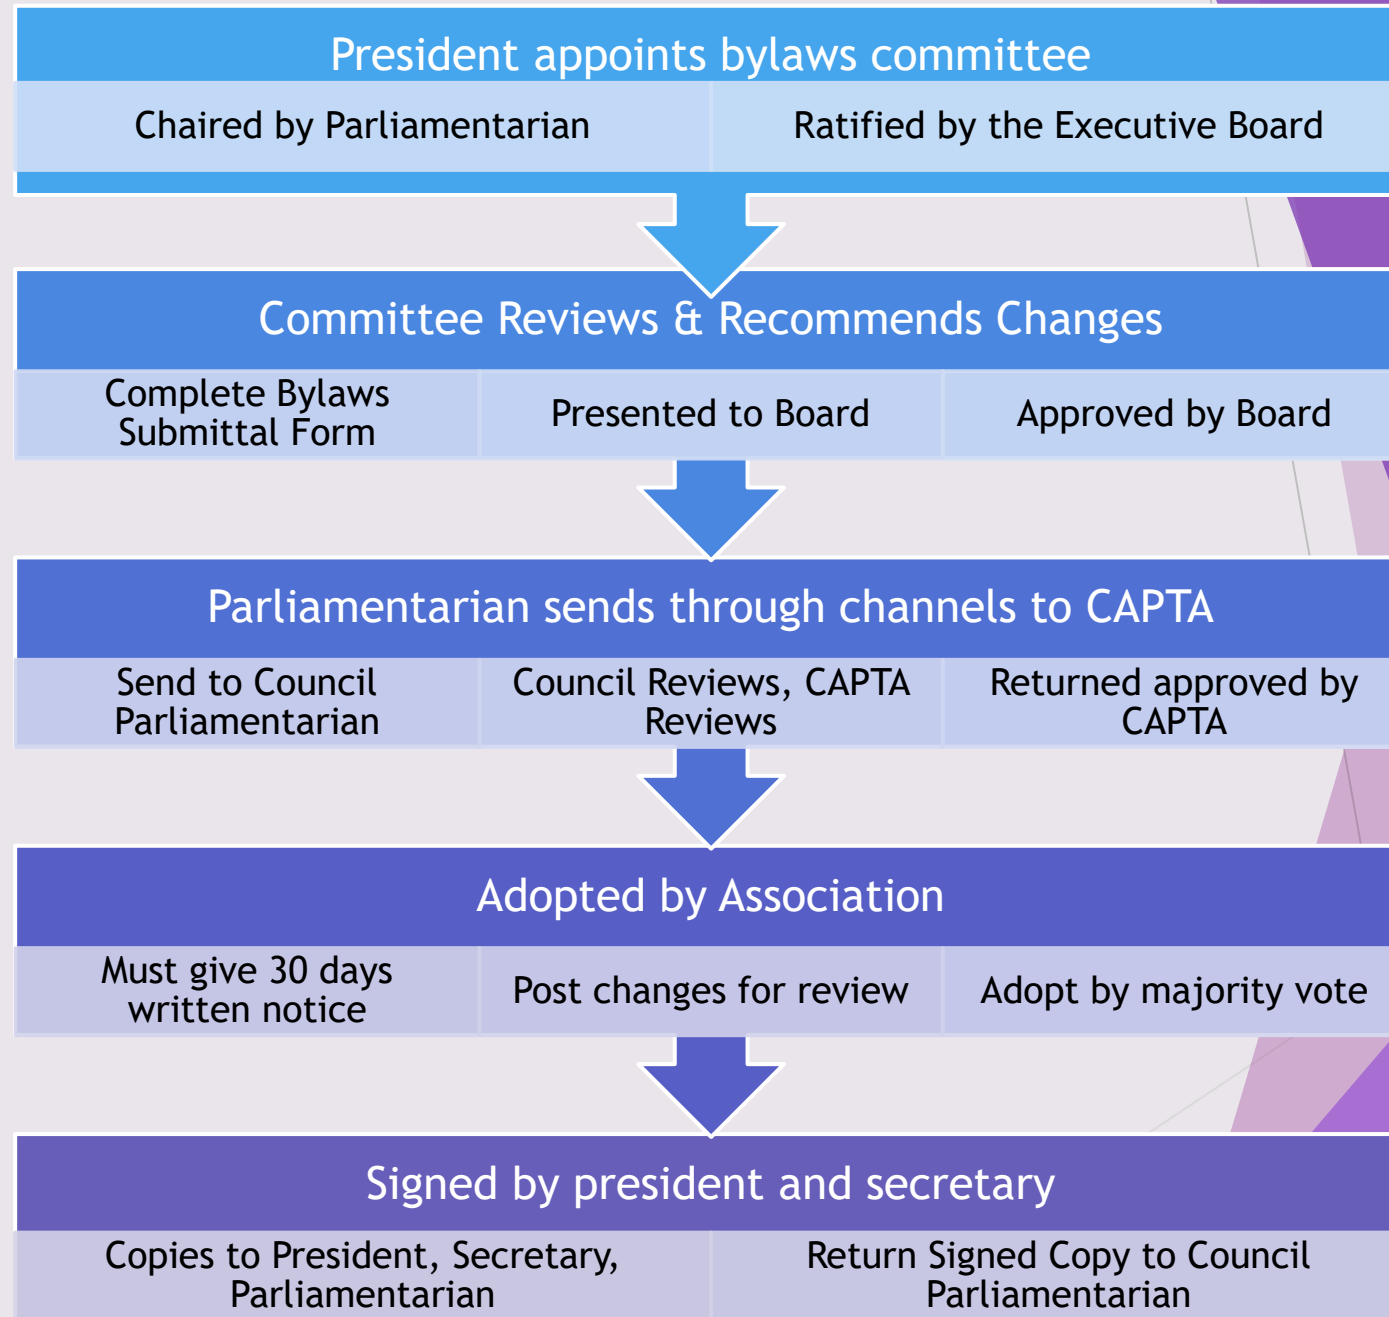 President appoints bylaws committee
Chaired by Parliamentarian
Ratified by the Executive Board
Committee Reviews & Recommends Changes
Complete Bylaws
Submittal Form
Presented to Board
Approved by Board
Parliamentarian sends through channels to CAPTA
Send to Council
Parliamentarian
Council Reviews, CAPTA
Reviews
Returned approved by
CAPTA
Adopted by Association
Must give 30 days
written notice
Post changes for review
Adopt by majority vote
Signed by president and secretary
Copies to President, Secretary,
Parliamentarian
Return Signed Copy to Council
Parliamentarian